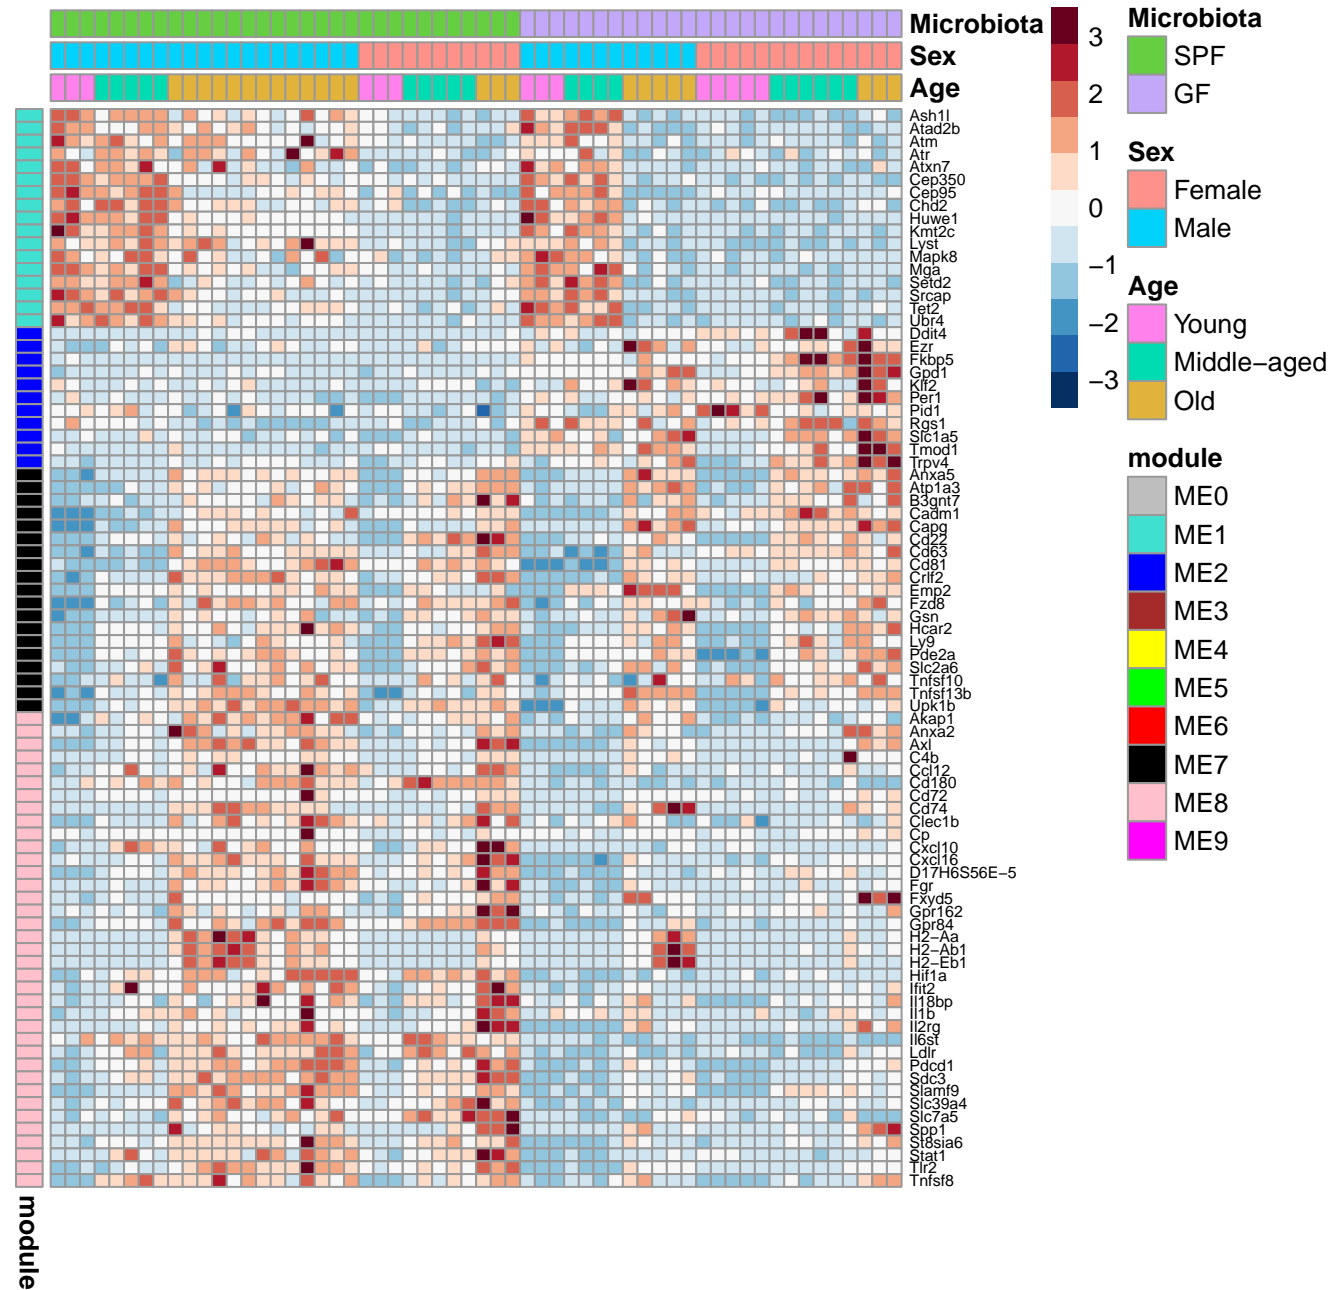 Microbiota
Sex
Age
Ash1l
Atad2b
Atm
Atr
Atxn7
Cep350
Cep95
Chd2
Huwe1
Kmt2c
Lyst
Mapk8
Mga
Setd2
Srcap
Tet2
Ubr4
Ddit4
Ezr
Fkbp5
Gpd1
Klf2
Per1
Pid1
Rgs1
Slc1a5
Tmod1
Trpv4
Anxa5
Atp1a3
B3gnt7
Cadm1
Capg
Cd22
Cd63
Cd81
Crlf2
Emp2
Fzd8
Gsn
Hcar2
Ly9
Pde2a
Slc2a6
Tnfsf10
Tnfsf13b
Upk1b
Akap1
Anxa2
Axl
C4b
Ccl12
Cd180
Cd72
Cd74
Clec1b
Cp
Cxcl10
Cxcl16
D17H6S56E−5
Fgr
Fxyd5
Gpr162
Gpr84
H2−Aa
H2−Ab1
H2−Eb1
Hif1a
Ifit2
Il18bp
Il1b
Il2rg
Il6st
Ldlr
Pdcd1
Sdc3
Slamf9
Slc39a4
Slc7a5
Spp1
St8sia6
Stat1
Tlr2
Tnfsf8
module
3
2
1
0
−1
−2
−3
Microbiota
SPF
GF
Sex
Female
Male
Age
Young
Middle−aged
Old
module
ME0
ME1
ME2
ME3
ME4
ME5
ME6
ME7
ME8
ME9